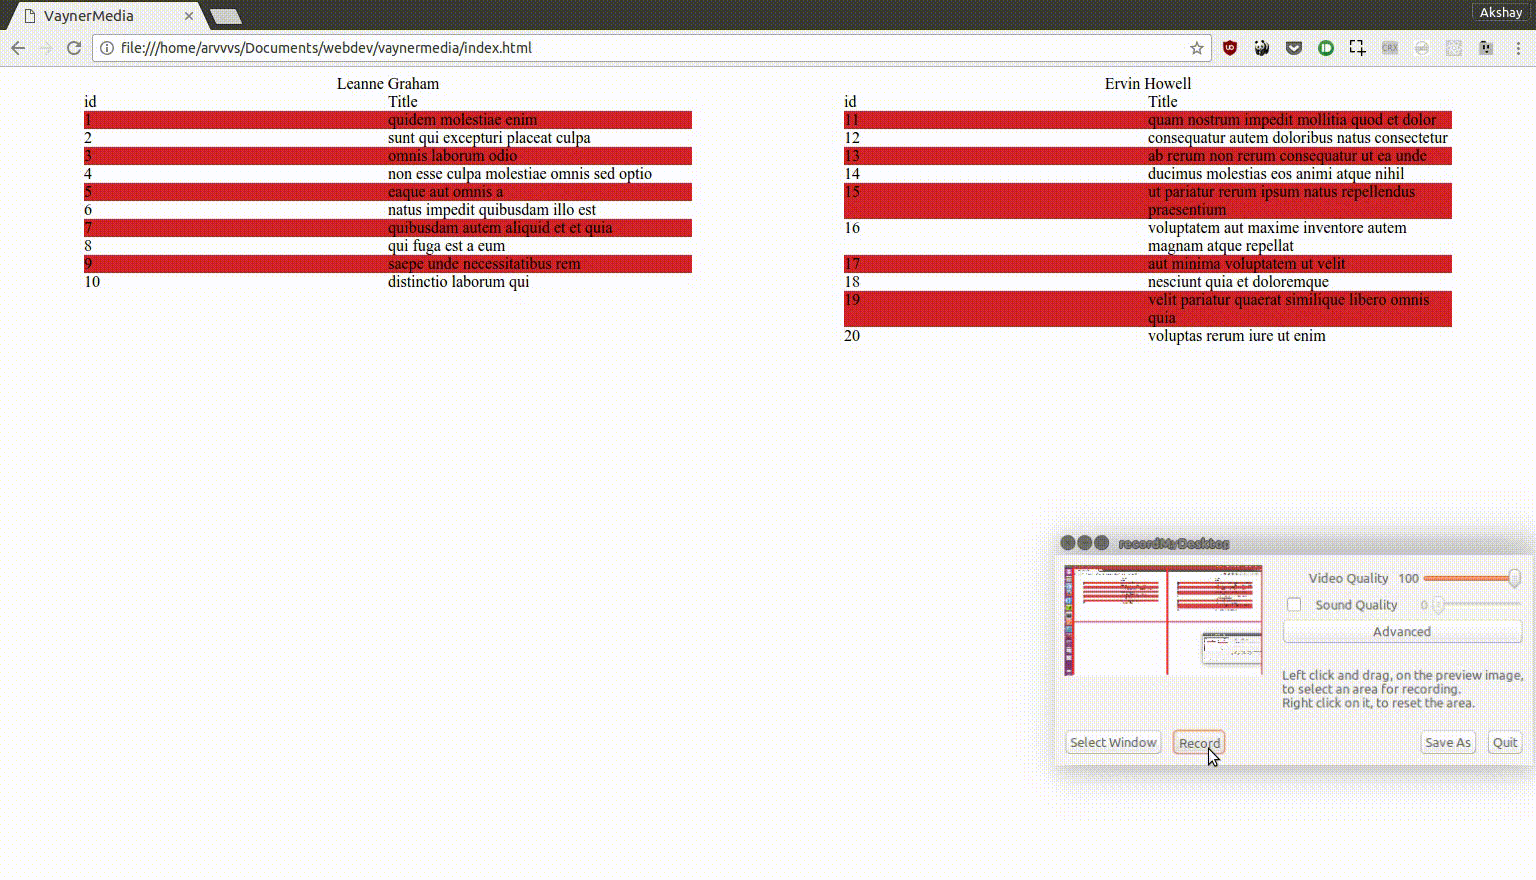 VaynerMedia
Akshay
file:///home/arvvvs/Documents/webdev/vaynermedia/index.html
CRX
Leanne Graham
id Title
1 quidem molestiae enim
2 sunt qui excepturi placeat culpa
3 omnis laborum odio
4 non esse culpa molestiae omnis sed optio
5 eaque aut omnis a
6 natus impedit quibusdam illo est
7 quibusdam autem aliquid et et quia
8 qui fuga est a eum
9 saepe unde necessitatibus rem
10 distinctio laborum qui
Ervin Howell
id Title
11 quam nostrum impedit mollitia quod et dolor
12 consequatur autem doloribus natus consectetur
13 ab rerum non rerum consequatur ut ea unde
14 ducimus molestias eos animi atque nihil
15 ut pariatur rerum ipsum natus repellendus
praesentium
16 voluptatem aut maxime inventore autem
magnam atque repellat
17 aut minima voluptatem ut velit
18 nesciunt quia et doloremque
19 velit pariatur quaerat similique libero omnis
quia
20 voluptas rerum iure ut enim
recordMyDesktop
Video Quality 100
Sound Quality 0
Advanced
Left click and drag, on the preview image,
to select an area for recording.
Right click on it, to reset the area.
Select Window Record Save As Quit